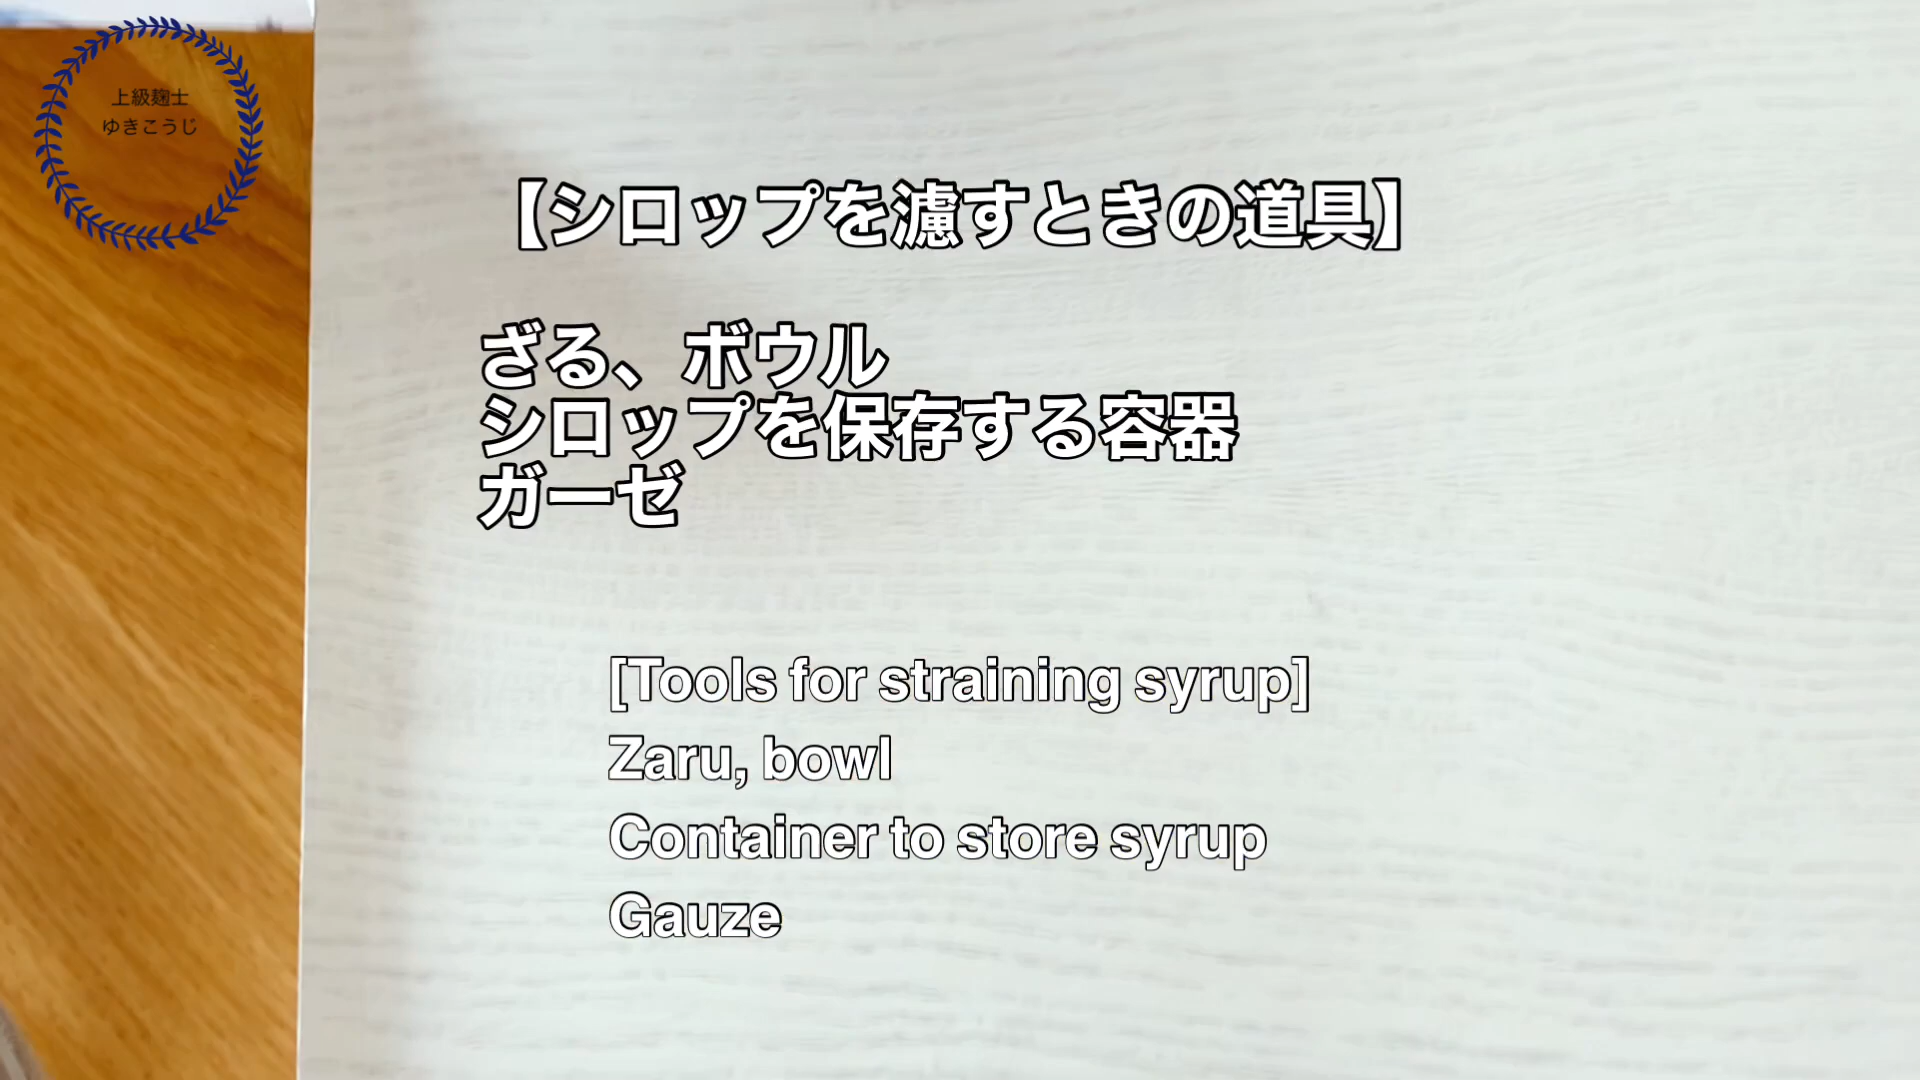 上級麹士
ゆきこうじ
【シロップを濾すときの道具】
ざる、ボウル
シロップを保存する容器
ガーゼ
[Tools for straining syrup]
Zaru, bowl
Container to store syrup
Gauze